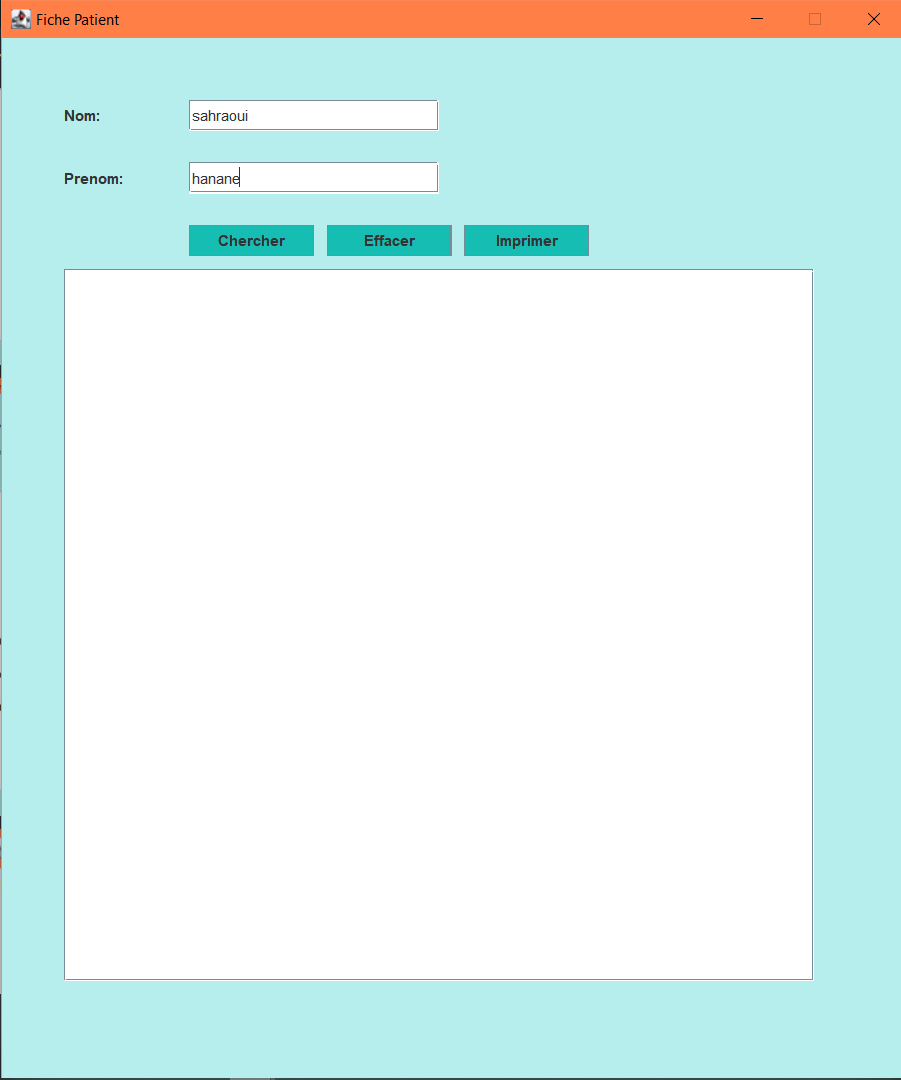 Fiche Patient
Nom: sahraoui
Prenom: hanane
Chercher Effacer Imprimer